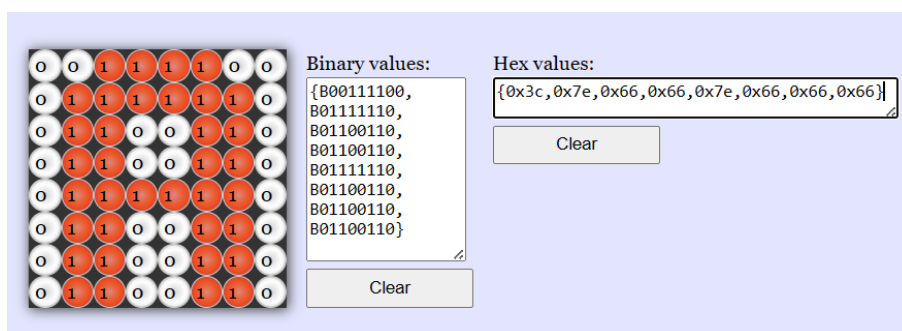 0 0 1 1 1 1 0 0
0 1 1 1 1 1 1 0
0 1 1 0 0 1 1 0
0 1 1 0 0 1 1 0
0 1 1 1 1 1 1 0
0 1 1 0 0 1 1 0
0 1 1 0 0 1 1 0
0 1 1 0 0 1 1 0
Binary values:
{B00111100,
B01111110,
B01100110,
B01100110,
B01111110,
B01100110,
B01100110,
B01100110}
Clear
Hex values:
{0x3c,0x7e,0x66,0x66,0x7e,0x66,0x66,0x66}
Clear